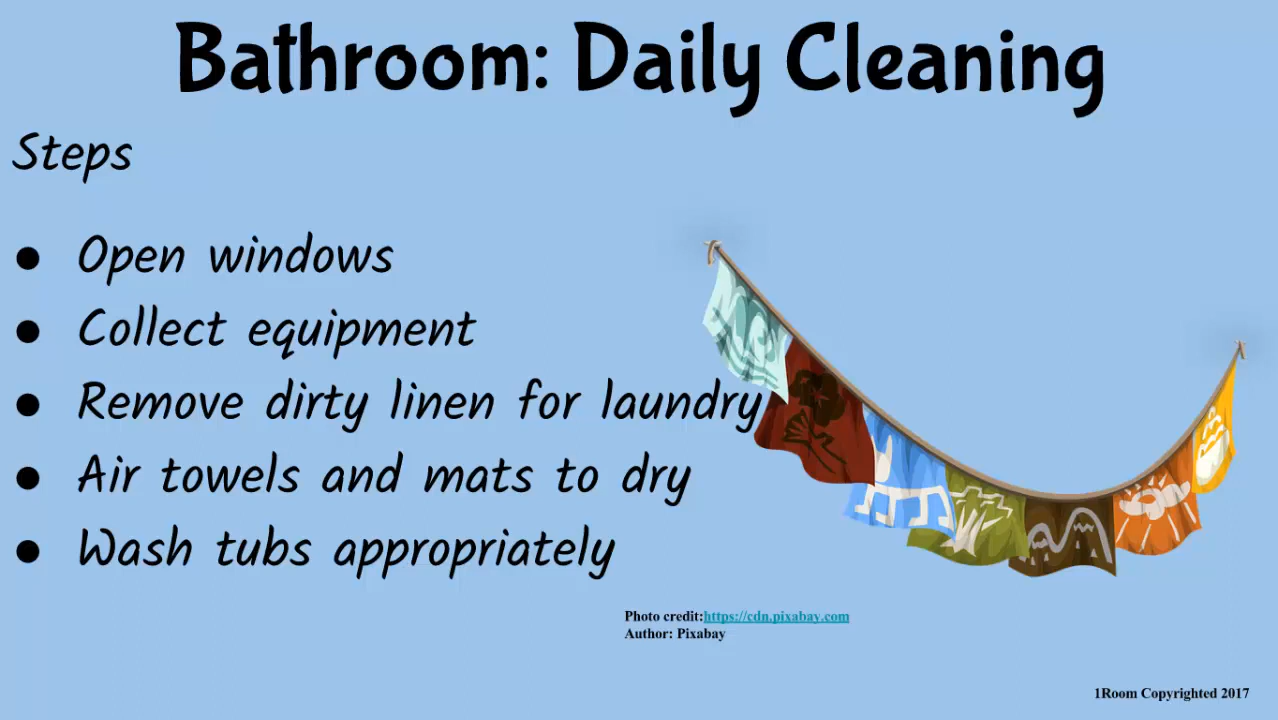 Bathroom: Daily Cleaning
Steps
● Open windows
● Collect equipment
● Remove dirty linen for laundry
● Air towels and mats to dry
● Wash tubs appropriately
Photo credit:https://cdn.pixabay.com
Author: Pixabay
1Room Copyrighted 2017